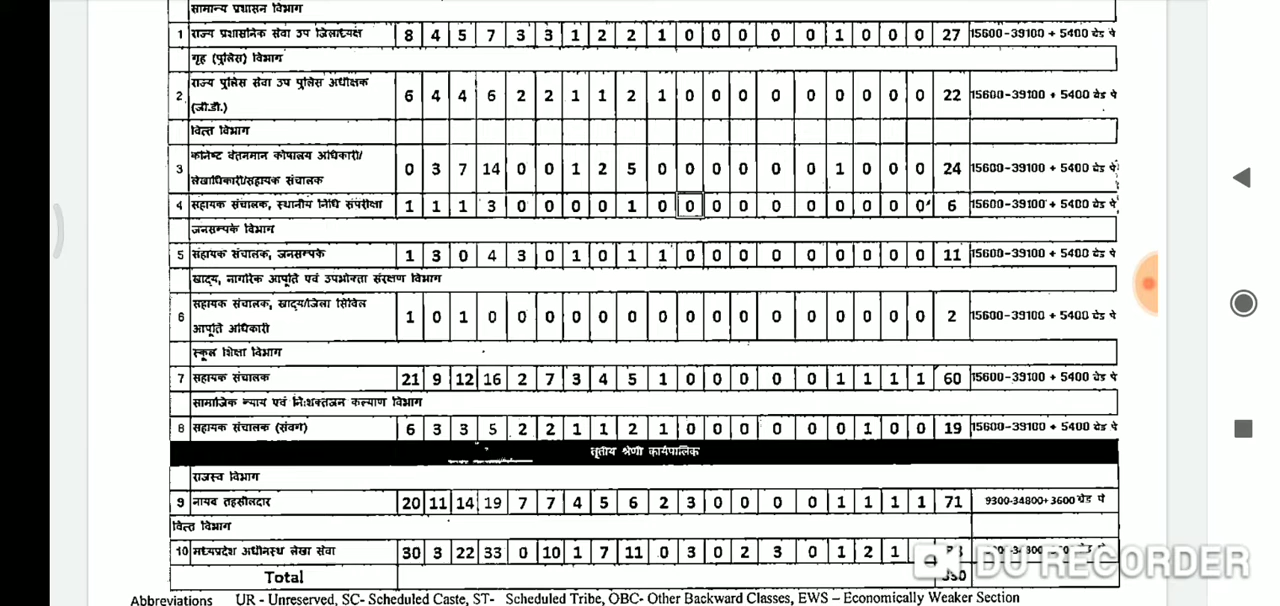 सामान्य प्रशासन विभाग
1 राज्य प्रशासनिक सेवा उप जिलाध्यक्ष 8 4 5 7 3 3 1 2 2 1 0 0 0 0 0 1 0 0 0 27 15600-39100 + 5400 ग्रेड पे
गृह (पुलिस) विभाग
2 राज्य पुलिस सेवा उप पुलिस अधीक्षक (जी.डी.) 6 4 4 6 2 2 1 1 2 1 0 0 0 0 0 0 0 0 0 22 15600-39100 + 5400 ग्रेड पे
वित्त विभाग
3 कनिष्ट वेतनमान कोषालय अधिकारी/ लेखाधिकारी/सहायक संचालक 0 3 7 14 0 0 1 2 5 0 0 0 0 0 0 1 0 0 0 24 15600-39100 + 5400 ग्रेड पे
4 सहायक संचालक, स्थानीय निधि संपरीक्षा 1 1 1 3 0 0 0 0 1 0 0 0 0 0 0 0 0 0 0 6 15600-39100 + 5400 ग्रेड पे
जनसम्पर्क विभाग
5 सहायक संचालक, जनसम्पर्क 1 3 0 4 3 0 1 0 1 1 0 0 0 0 0 0 0 0 0 11 15600-39100 + 5400 ग्रेड पे
खाद्य, नागरिक आपूर्ति एवं उपभोक्ता संरक्षण विभाग
6 सहायक संचालक, खाद्य/जिला सिविल आपूर्ति अधिकारी 1 0 1 0 0 0 0 0 0 0 0 0 0 0 0 0 0 0 0 2 15600-39100 + 5400 ग्रेड पे
स्कूल शिक्षा विभाग
7 सहायक संचालक 21 9 12 16 2 7 3 4 5 1 0 0 0 0 0 1 1 1 1 60 15600-39100 + 5400 ग्रेड पे
सामाजिक न्याय एवं निःशक्तजन कल्याण विभाग
8 सहायक संचालक (संवर्ग) 6 3 3 5 2 2 1 1 2 1 0 0 0 0 0 0 1 0 0 19 15600-39100 + 5400 ग्रेड पे
तृतीय श्रेणी कार्यपालिक
राजस्व विभाग
9 नायब तहसीलदार 20 11 14 19 7 7 4 5 6 2 3 0 0 0 0 1 1 1 1 71 9300-34800+3600 ग्रेड पे
वित्त विभाग
10 मध्यप्रदेश अधीनस्थ लेखा सेवा 30 3 22 33 0 10 1 7 11 0 3 0 2 3 0 1 2 1
DU RECORDER
Total
Abbreviations UR - Unreserved, SC- Scheduled Caste, ST- Scheduled Tribe, OBC- Other Backward Classes, EWS – Economically Weaker Section